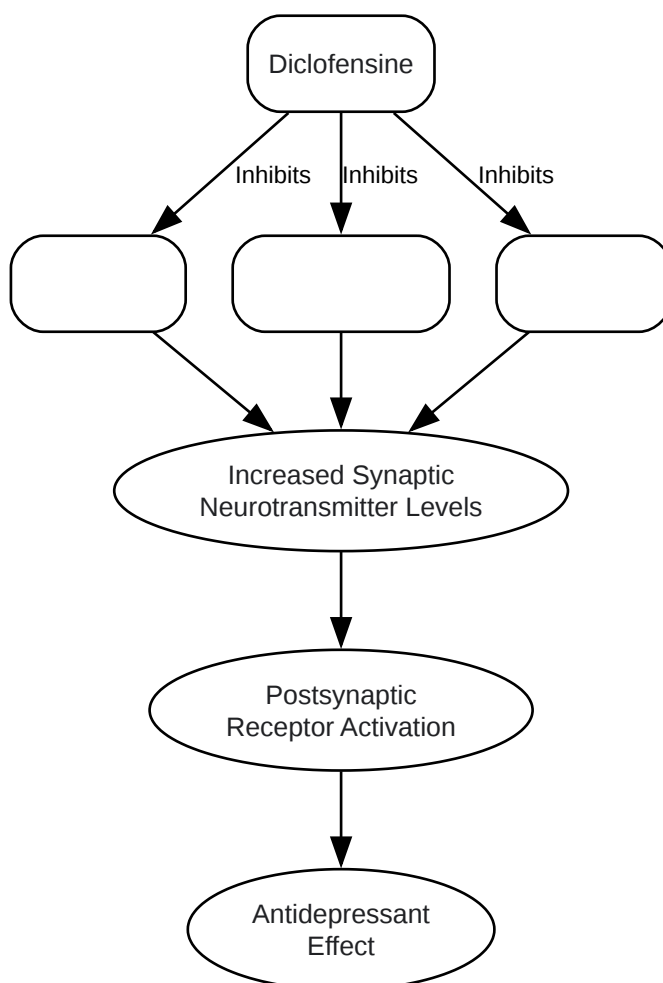 Diclofensine
Inhibits
Inhibits
Inhibits
Increased Synaptic
Neurotransmitter Levels
Postsynaptic
Receptor Activation
Antidepressant
Effect